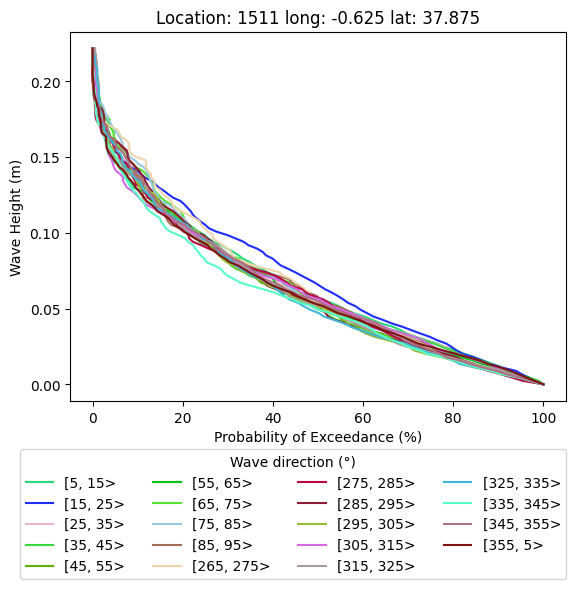 Location: 1511 long: -0.625 lat: 37.875
0.20
0.15
0.10
0.05
0.00
Wave Height (m)
0 20 40 60 80 100
Probability of Exceedance (%)
Wave direction (°)
[5, 15> [55, 65> [275, 285> [325, 335>
[15, 25> [65, 75> [285, 295> [335, 345>
[25, 35> [75, 85> [295, 305> [345, 355>
[35, 45> [85, 95> [305, 315> [355, 5>
[45, 55> [265, 275> [315, 325>